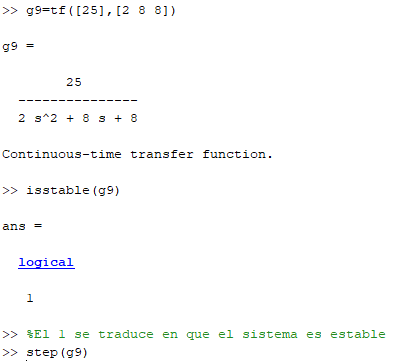 >> g9=tf([25],[2 8 8])
g9 =
25
---------------
2 s^2 + 8 s + 8
Continuous-time transfer function.
>> isstable(g9)
ans =
logical
1
>> %El 1 se traduce en que el sistema es estable
>> step(g9)